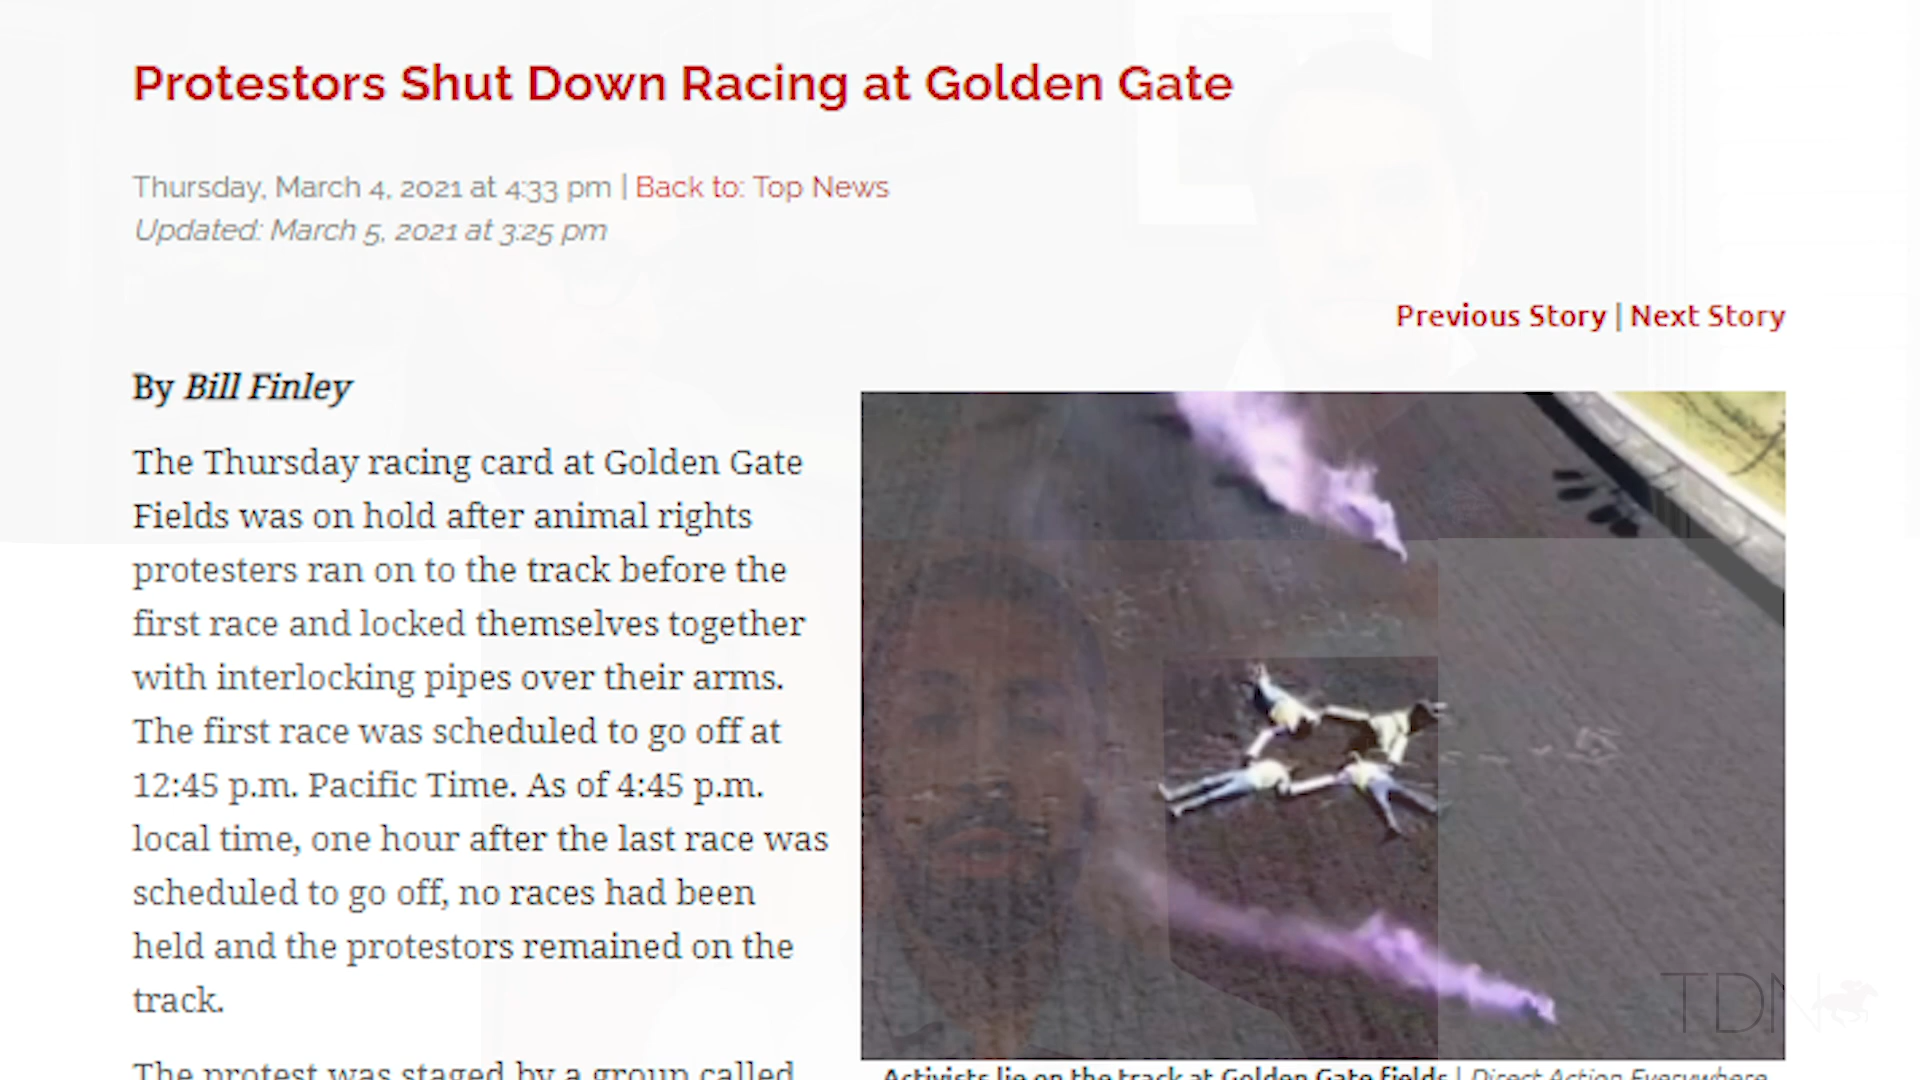 Protestors Shut Down Racing at Golden Gate
Thursday, March 4, 2021 at 4:33 pm | Back to: Top News
Updated: March 5, 2021 at 3:25 pm
Previous Story | Next Story
By Bill Finley
The Thursday racing card at Golden Gate
Fields was on hold after animal rights
protesters ran on to the track before the
first race and locked themselves together
with interlocking pipes over their arms.
The first race was scheduled to go off at
12:45 p.m. Pacific Time. As of 4:45 p.m.
local time, one hour after the last race was
scheduled to go off, no races had been
held and the protestors remained on the
track.
The protest was staged by a group called
Activists lie on the track at Golden Gate fields | Direct Action Everywhere
TDN